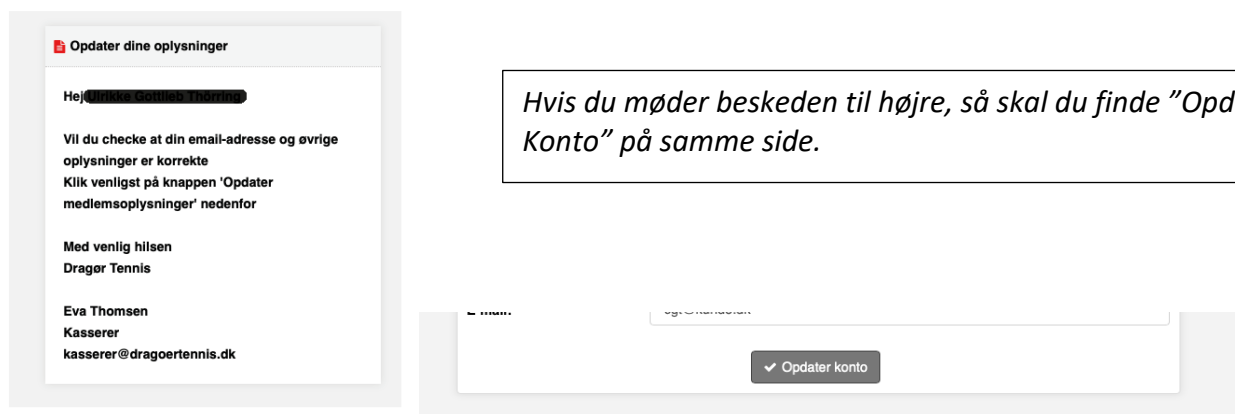 Opdater dine oplysninger
Hej
Vil du checke at din email-adresse og øvrige
oplysninger er korrekte
Klik venligst på knappen 'Opdater
medlemsoplysninger' nedenfor
Med venlig hilsen
Dragør Tennis
Eva Thomsen
Kasserer
kasserer@dragoertennis.dk
Hvis du møder beskeden til højre, så skal du finde ”Opd
Konto” på samme side.
E-mail:
Opdater konto